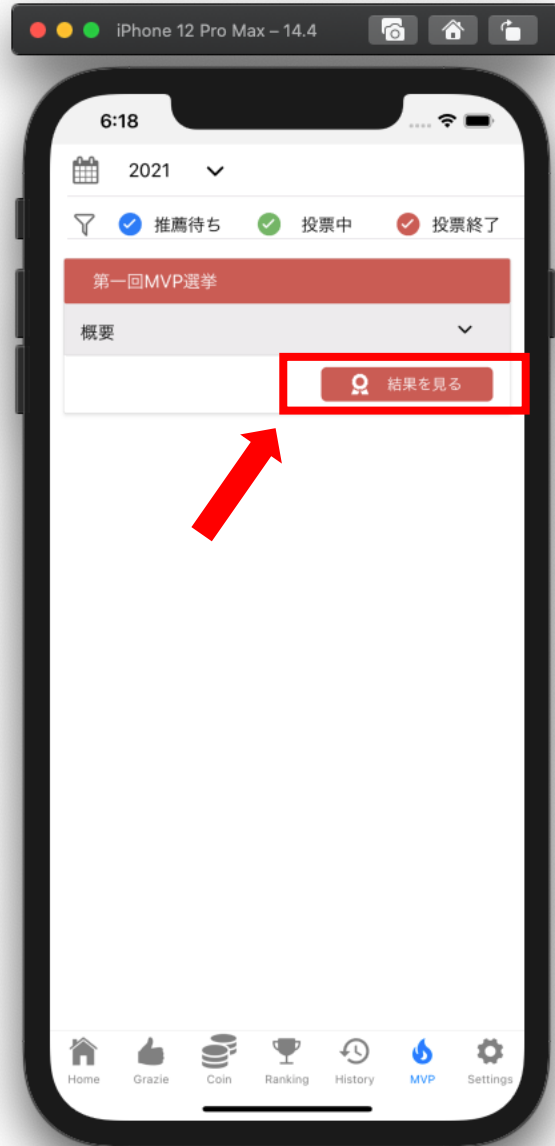 iPhone 12 Pro Max – 14.4
6:18
2021
推薦待ち 投票中 投票終了
第一回MVP選挙
概要
結果を見る
Home Grazie Coin Ranking History MVP Settings